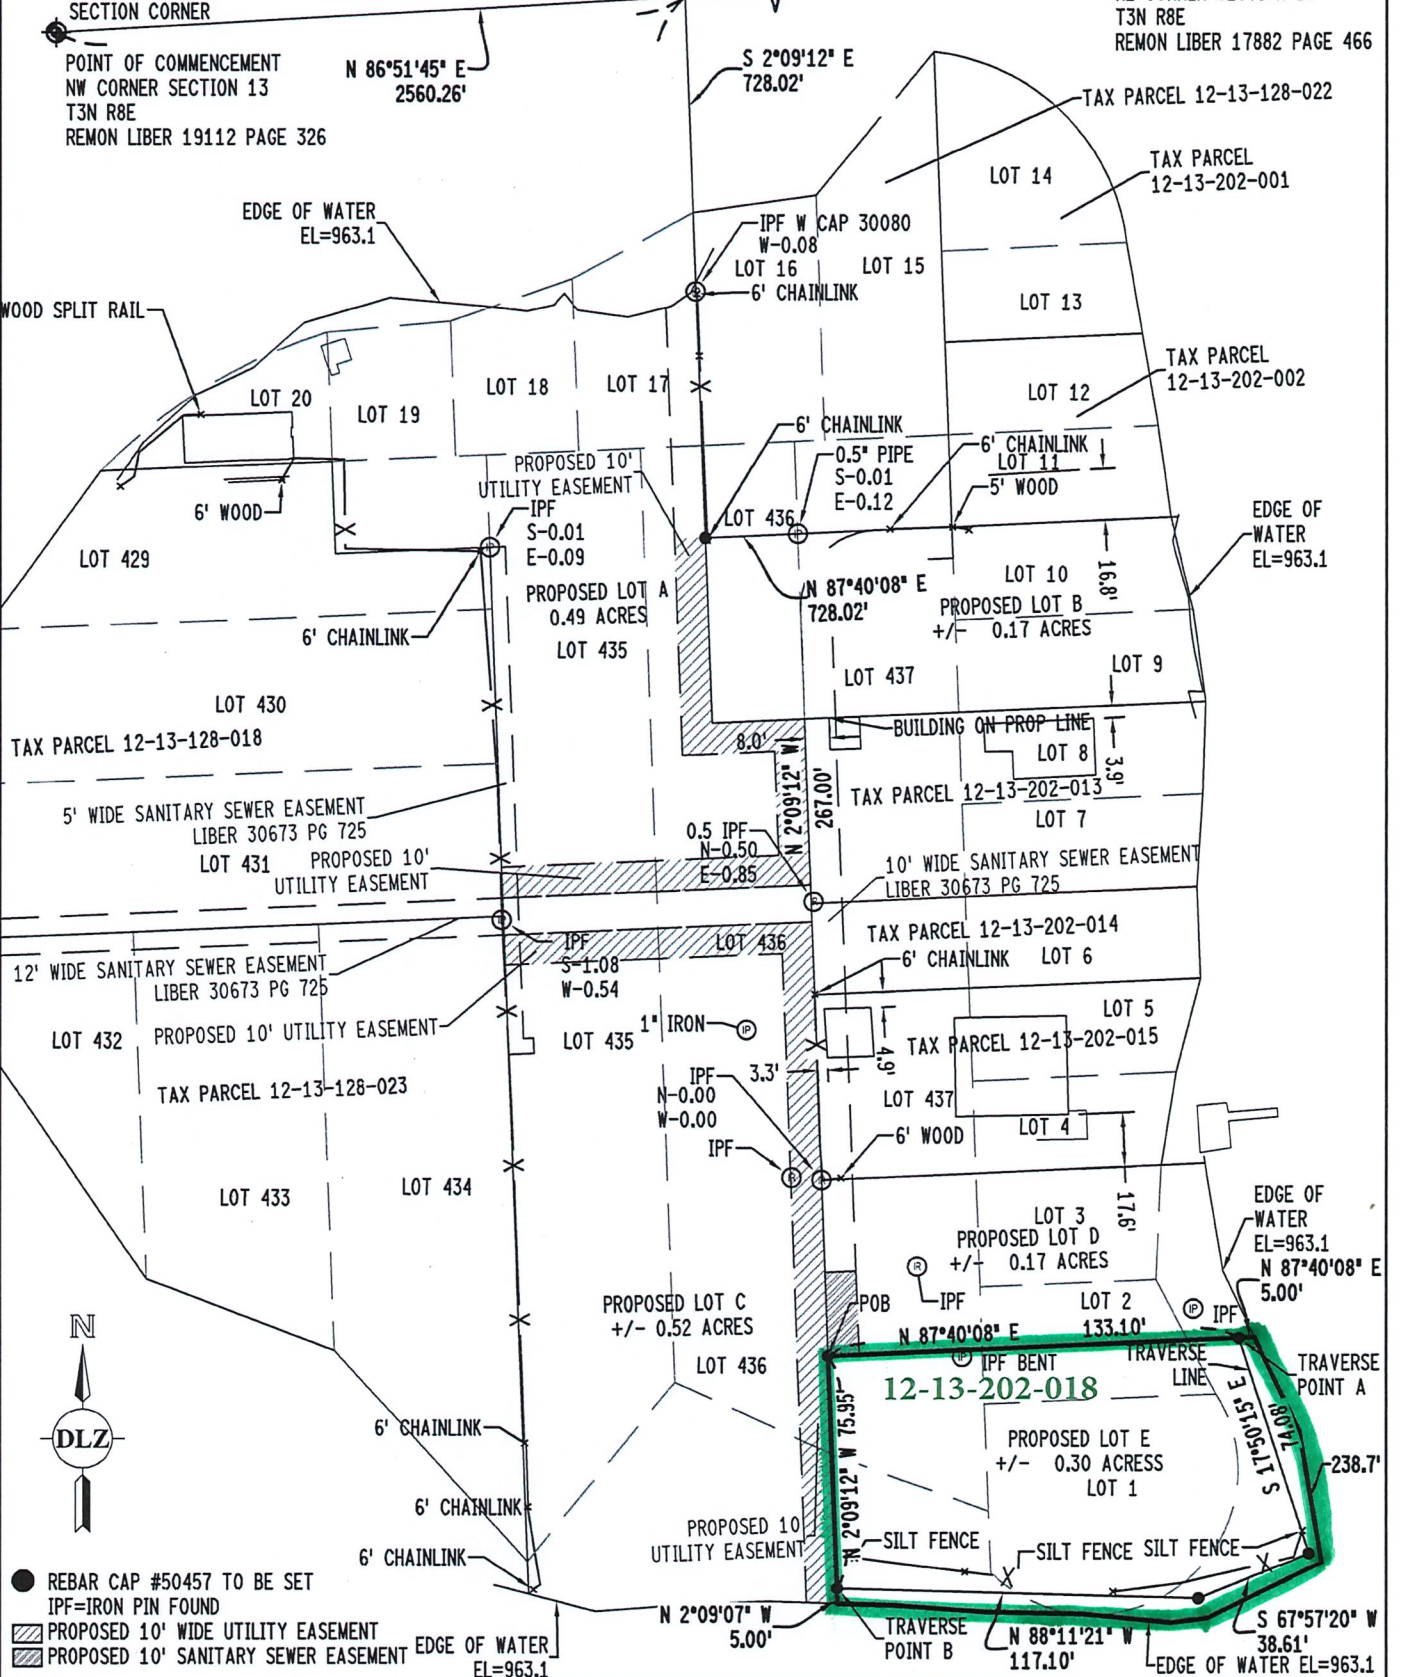 SECTION CORNER
POINT OF COMMENCEMENT
NW CORNER SECTION 13
T3N R8E
REMON LIBER 19112 PAGE 326
N 86°51'45" E
2560.26'
S 2°09'12" E
728.02'
T3N R8E
REMON LIBER 17882 PAGE 466
TAX PARCEL 12-13-128-022
LOT 14
TAX PARCEL
12-13-202-001
EDGE OF WATER
EL=963.1
IPF W CAP 30080
W-0.08
LOT 16
LOT 15
6' CHAINLINK
LOT 13
WOOD SPLIT RAIL
TAX PARCEL
12-13-202-002
LOT 20
LOT 19
LOT 18
LOT 17
LOT 12
6' CHAINLINK
0.5" PIPE
S-0.01
E-0.12
6' CHAINLINK
LOT 11
5' WOOD
PROPOSED 10'
UTILITY EASEMENT
6' WOOD
IPF
S-0.01
E-0.09
LOT 436
EDGE OF
WATER
EL=963.1
LOT 429
PROPOSED LOT A
0.49 ACRES
LOT 435
N 87°40'08" E
728.02'
LOT 10
PROPOSED LOT B
+/- 0.17 ACRES
16.8'
6' CHAINLINK
LOT 9
LOT 437
LOT 430
TAX PARCEL 12-13-128-018
8.0'
BUILDING ON PROP LINE
LOT 8
3.9'
N 2°09'12" W
267.00'
TAX PARCEL 12-13-202-013
LOT 7
5' WIDE SANITARY SEWER EASEMENT
LIBER 30673 PG 725
LOT 431
PROPOSED 10'
UTILITY EASEMENT
0.5 IPF
N-0.50
E-0.85
10' WIDE SANITARY SEWER EASEMENT
LIBER 30673 PG 725
TAX PARCEL 12-13-202-014
LOT 436
6' CHAINLINK
LOT 6
IPF
S-1.08
W-0.54
12' WIDE SANITARY SEWER EASEMENT
LIBER 30673 PG 725
PROPOSED 10' UTILITY EASEMENT
LOT 432
LOT 435
1" IRON
IP
LOT 5
4.9'
TAX PARCEL 12-13-202-015
3.3'
IPF
N-0.00
W-0.00
TAX PARCEL 12-13-128-023
LOT 437
LOT 4
6' WOOD
IPF
LOT 433
LOT 434
17.6'
LOT 3
PROPOSED LOT D
+/- 0.17 ACRES
EDGE OF
WATER
EL=963.1
N 87°40'08" E
5.00'
IR
IPF
POB
LOT 2
IP
IPF
PROPOSED LOT C
+/- 0.52 ACRES
LOT 436
N 87°40'08" E
133.10'
IP
IPF BENT
TRAVERSE
LINE
TRAVERSE
POINT A
12-13-202-018
N 2°09'12" W 75.95'
PROPOSED LOT E
+/- 0.30 ACRESS
LOT 1
S 17°50'15" E
74.08'
238.7'
N
DLZ
6' CHAINLINK
6' CHAINLINK
6' CHAINLINK
PROPOSED 10
UTILITY EASEMENT
SILT FENCE
SILT FENCE
SILT FENCE
REBAR CAP #50457 TO BE SET
IPF=IRON PIN FOUND
PROPOSED 10' WIDE UTILITY EASEMENT
PROPOSED 10' SANITARY SEWER EASEMENT
EDGE OF WATER
EL=963.1
N 2°09'07" W
5.00'
TRAVERSE
POINT B
N 88°11'21" W
117.10'
S 67°57'20" W
38.61'
EDGE OF WATER EL=963.1